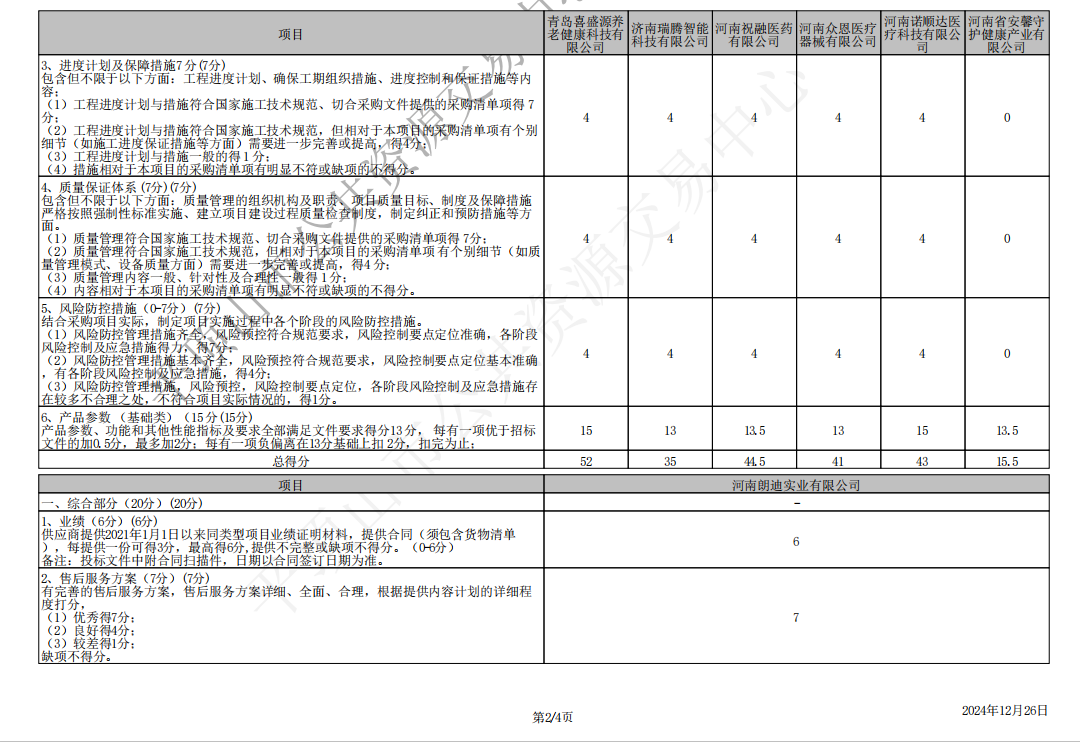 项目
青岛喜盛源养
老健康科技有
限公司
济南瑞腾智能
科技有限公司
河南祝融医药
有限公司
河南众恩医疗
器械有限公司
河南诺顺达医
疗科技有限公
司
河南省安馨守
护健康产业有
限公司
3、进度计划及保障措施7分(7分)
包含但不限于以下方面：工程进度计划、确保工期组织措施、进度控制和保证措施等内
容；
（1）工程进度计划与措施符合国家施工技术规范、切合采购文件提供的采购清单项得 7
分；
（2）工程进度计划与措施符合国家施工技术规范，但相对于本项目的采购清单项有个别
细节（如施工进度保证措施等方面）需要进一步完善或提高，得4分；
（3）工程进度计划与措施一般的得 1 分；
（4）措施相对于本项目的采购清单项有明显不符或缺项的不得分。
4 4 4 4 4 0
4、质量保证体系 (7分)(7分)
包含但不限于以下方面：质量管理的组织机构及职责、项目质量目标、制度及保障措施
严格按照强制性标准实施、建立项目建设过程质量检查制度，制定纠正和预防措施等方
面。
（1）质量管理符合国家施工技术规范、切合采购文件提供的采购清单项得 7分；
（2）质量管理符合国家施工技术规范，但相对于本项目的采购清单项有个别细节（如质
量管理模式、设备质量方面）需要进一步完善或提高，得4 分；
（3）质量管理内容一般、针对性及合理性一般得 1 分；
（4）内容相对于本项目的采购清单项有明显不符或缺项的不得分。
4 4 4 4 4 0
5、风险防控措施（0-7分）(7分)
结合采购项目实际，制定项目实施过程中各个阶段的风险防控措施。
（1）风险防控管理措施齐全，风险预控符合规范要求，风险控制要点定位准确，各阶段
风险控制及应急措施得力，得7分；
（2）风险防控管理措施基本齐全，风险预控符合规范要求，风险控制要点定位基本准确
，有各阶段风险控制及应急措施，得4分；
（3）风险防控管理措施，风险预控，风险控制要点定位，各阶段风险控制及应急措施存
在较多不合理之处，不符合项目实际情况的，得1分。
4 4 4 4 4 0
6、产品参数 （基础类）（15 分(15分)
产品参数、功能和其他性能指标及要求全部满足文件要求得分13 分， 每有一项优于招标
文件的加0.5分，最多加2分；每有一项负偏离在13分基础上扣 2分，扣完为止；
15 13 13.5 13 15 13.5
总得分 52 35 44.5 41 43 15.5
项目 河南朗迪实业有限公司
一、综合部分（20分）(20分) -
1、业绩（6分）(6分)
供应商提供2021年1月1日以来同类型项目业绩证明材料，提供合同（须包含货物清单
），每提供一份可得3分，最高得6分,提供不完整或缺项不得分。（0-6分）
备注：投标文件中附合同扫描件，日期以合同签订日期为准。
6
2、售后服务方案（7分）(7分)
有完善的售后服务方案，售后服务方案详细、全面、合理，根据提供内容计划的详细程
度打分，
（1）优秀得7分；
（2）良好得4分；
（3）较差得1分；
缺项不得分。
7
平顶山市公共资源交易中心
第2/4页
2024年12月26日